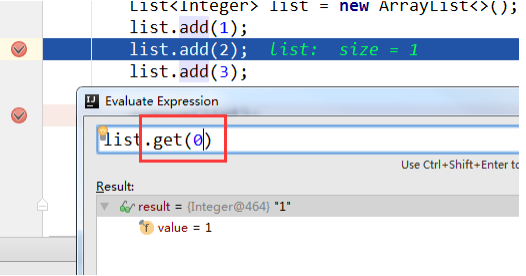 List<Integer> list = new ArrayList<>();
list.add(1);
list.add(2);  list:  size = 1
list.add(3);
Evaluate Expression
list.get(0)
Use Ctrl+Shift+Enter to
Result:
result = {Integer@464} "1"
value = 1